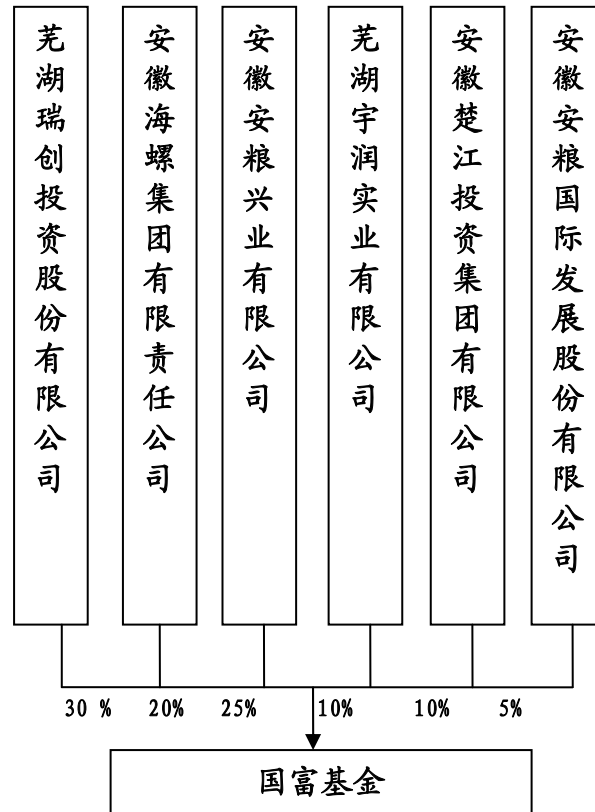 芜湖瑞创投资股份有限公司
安徽海螺集团有限责任公司
安徽安粮兴业有限公司
芜湖宇润实业有限公司
安徽楚江投资集团有限公司
安徽安粮国际发展股份有限公司
30 % 20% 25% 10% 10% 5%
国富基金